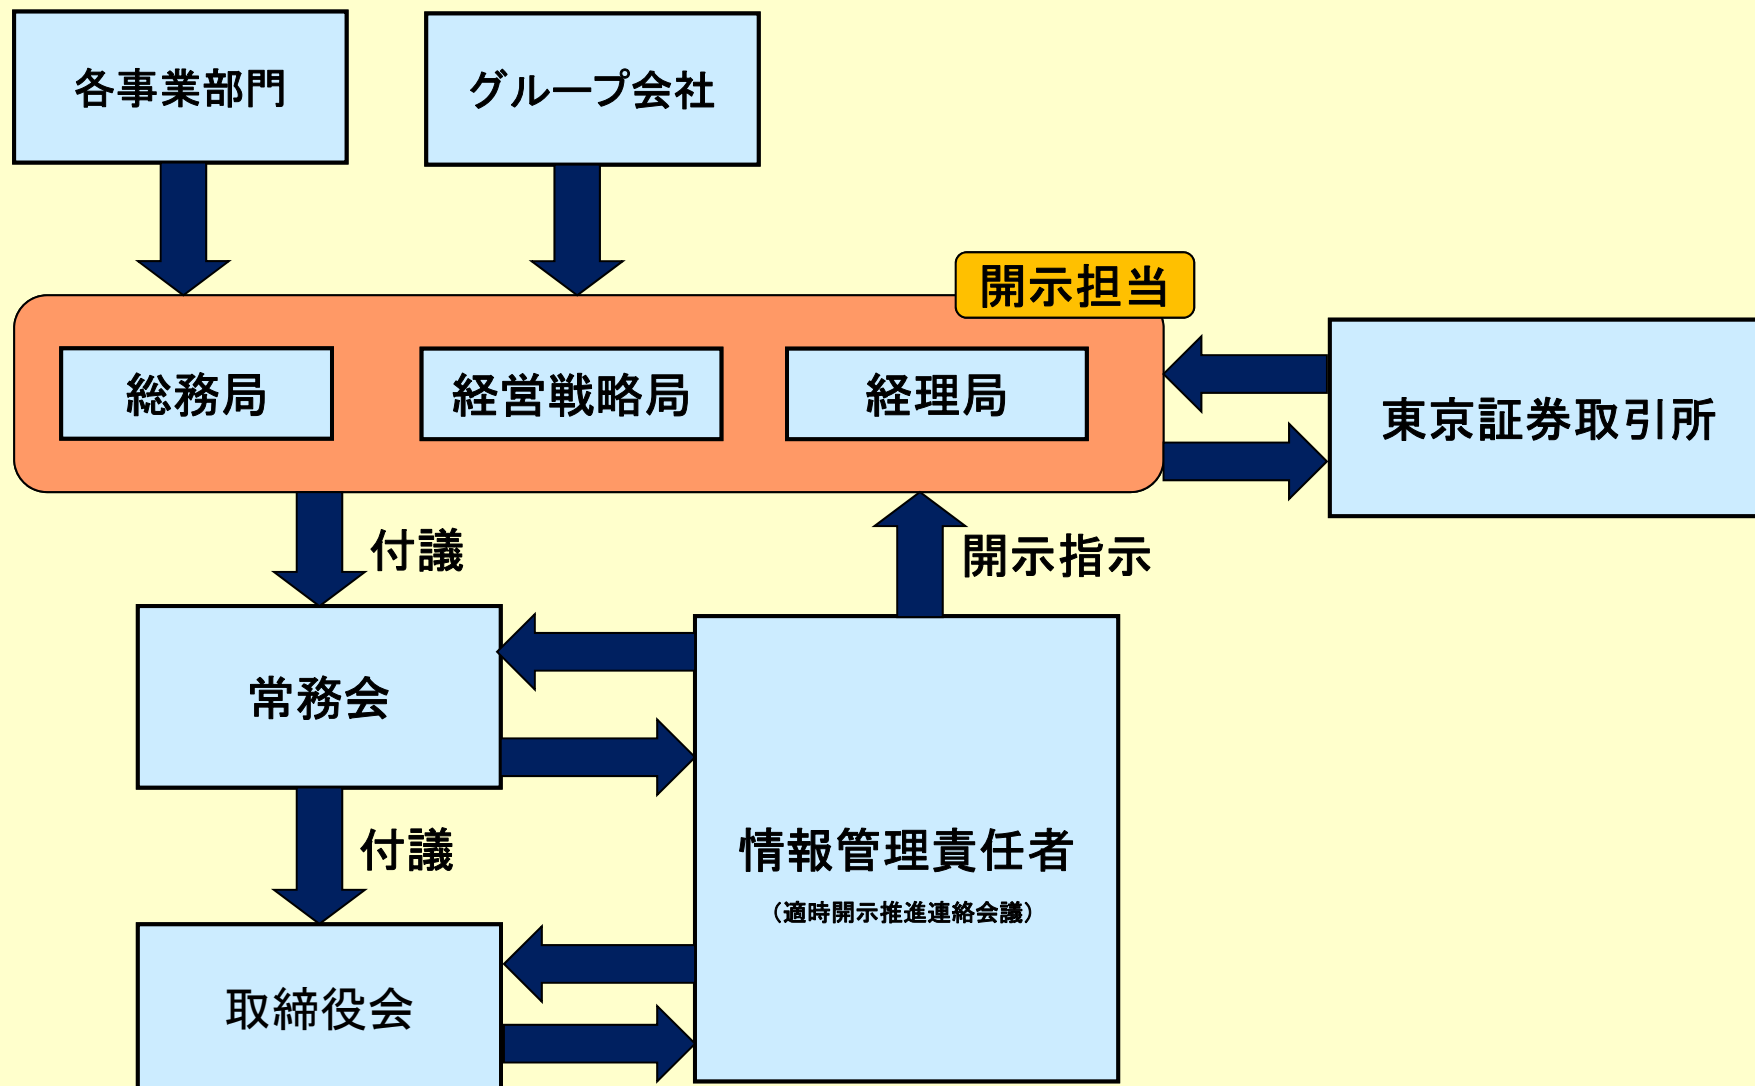 各事業部門
グループ会社
開示担当
総務局
経営戦略局
経理局
東京証券取引所
付議
開示指示
常務会
付議
情報管理責任者
（適時開示推進連絡会議）
取締役会